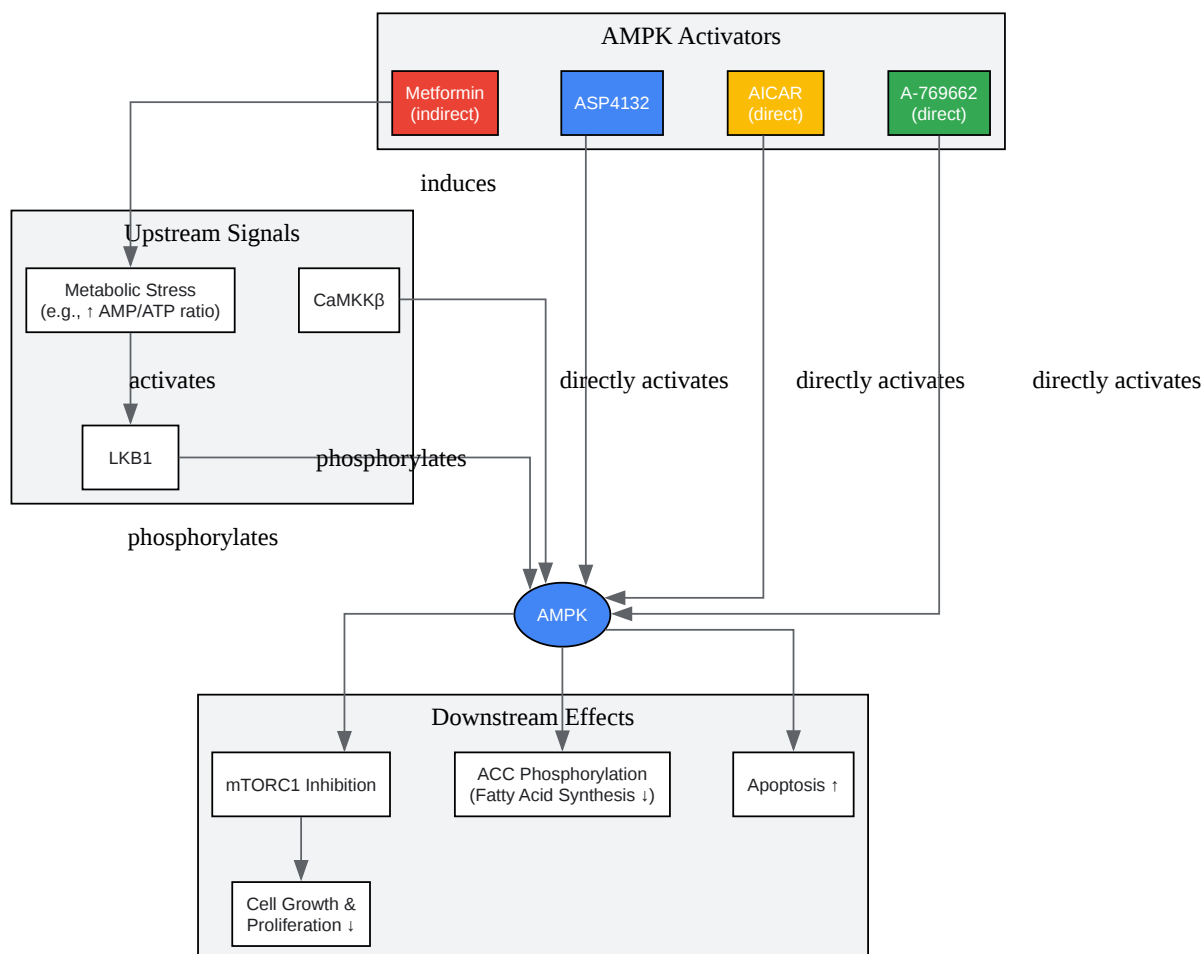 AMPK Activators
Metformin
(indirect)
ASP4132
AICAR
(direct)
A-769662
(direct)
induces
Upstream Signals
Metabolic Stress
(e.g., ↑ AMP/ATP ratio)
CaMKKβ
activates
directly activates
directly activates
directly activates
LKB1
phosphorylates
phosphorylates
AMPK
Downstream Effects
mTORC1 Inhibition
ACC Phosphorylation
(Fatty Acid Synthesis ↓)
Apoptosis ↑
Cell Growth &
Proliferation ↓